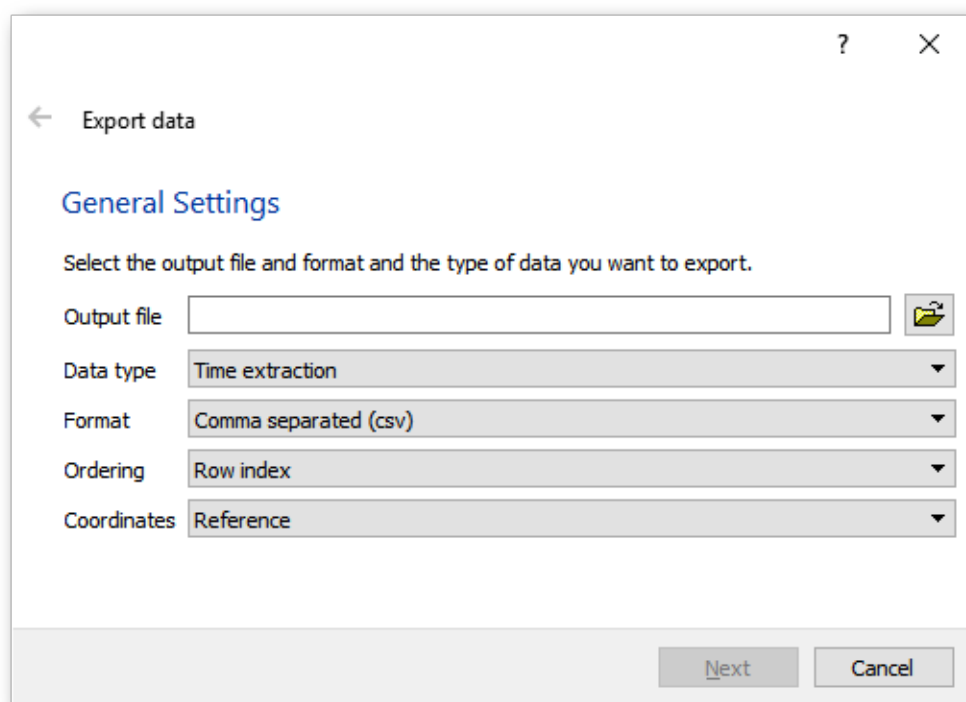 ?
Export data
General Settings
Select the output file and format and the type of data you want to export.
Output file
Data type Time extraction
Format Comma separated (csv)
Ordering Row index
Coordinates Reference
Next Cancel